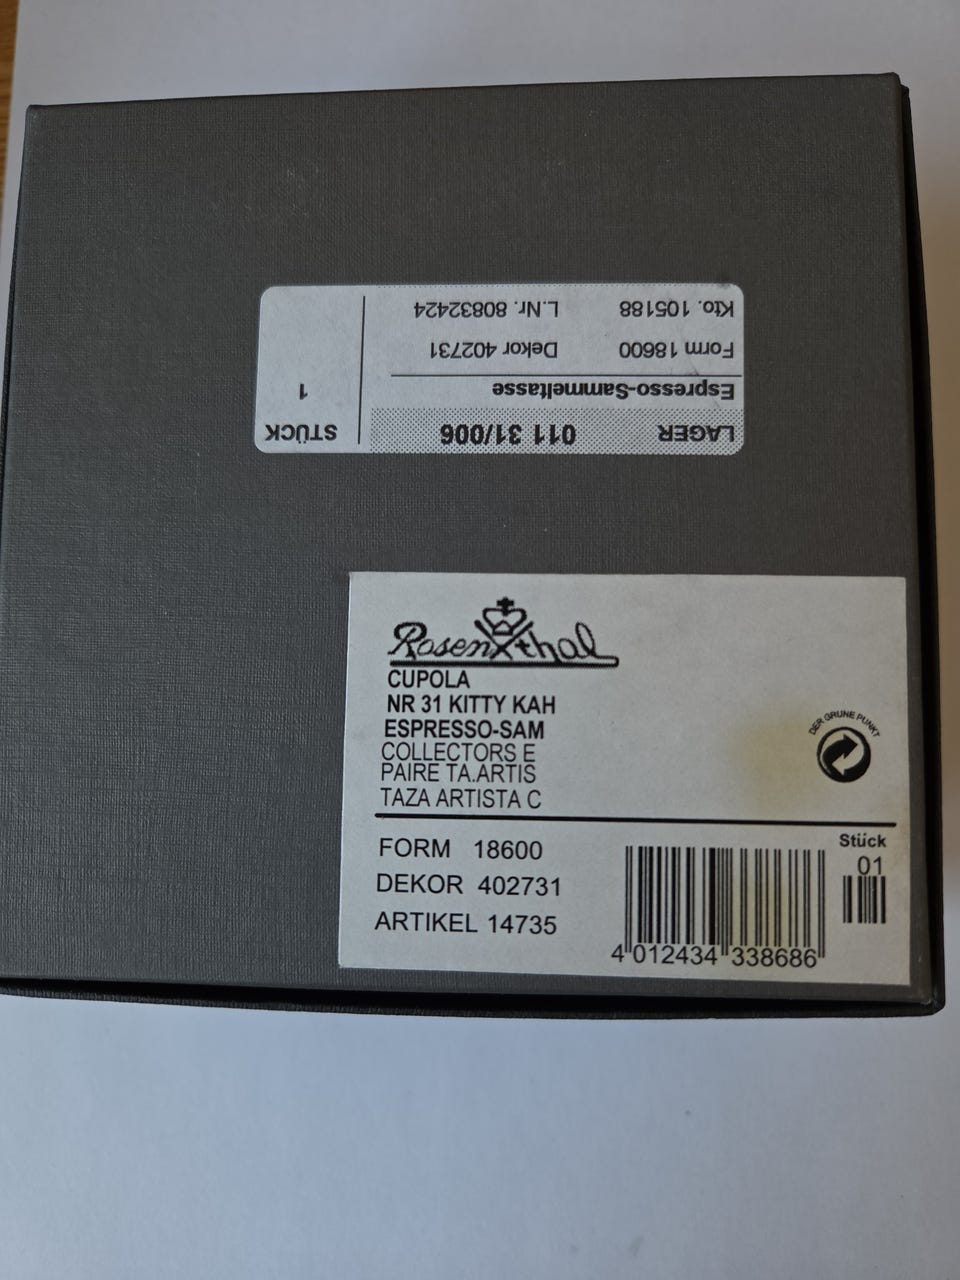 LAGER 011 31/006 STÜCK
Espresso-Sammeltasse 1
Form 18600 Dekor 402731
Kto. 105188 L.Nr. 80832424
Rosenthal
CUPOLA
NR 31 KITTY KAH
ESPRESSO-SAM
COLLECTORS E
PAIRE TA.ARTIS
TAZA ARTISTA C
DER GRÜNE PUNKT
FORM 18600
DEKOR 402731
ARTIKEL 14735
Stück
01
4 012434 338686